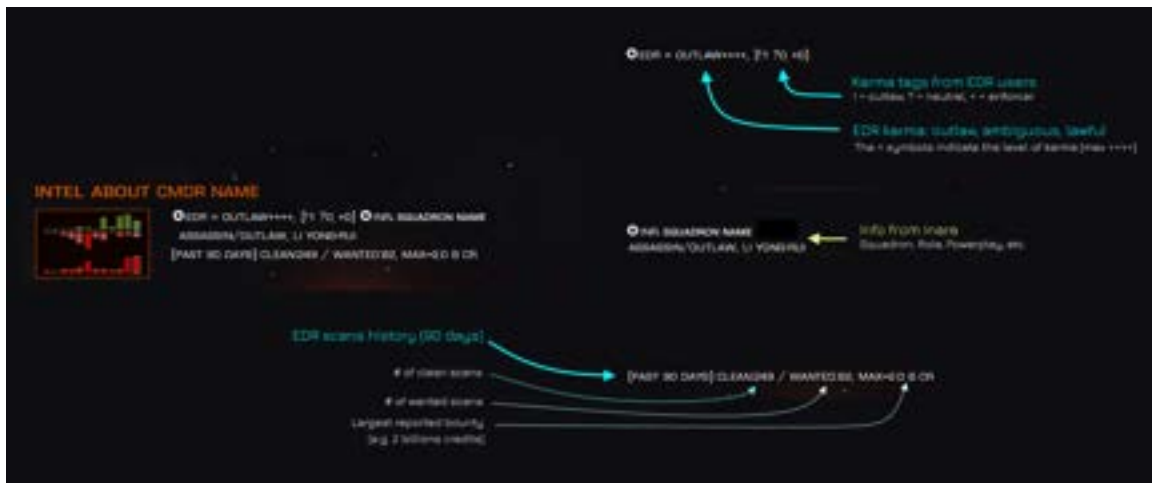 EDR = OUTLAW++++, [!1 ?0 +0]
Karma tags from EDR users
! = outlaw, ? = neutral, + = enforcer
EDR karma: outlaw, ambiguous, lawful
The + symbols indicate the level of karma (max ++++)
INTEL ABOUT CMDR NAME
EDR = OUTLAW++++, [!1 ?0 +0] INR: SQUADRON NAME
ASSASSIN/OUTLAW, LI YONG-RUI
[PAST 90 DAYS] CLEAN:249 / WANTED:82, MAX=2.0 B CR
INR: SQUADRON NAME
ASSASSIN/OUTLAW, LI YONG-RUI
Info from Inara
Squadron, Role, Powerplay, etc.
EDR scans history (90 days)
# of clean scans
# of wanted scans
Largest reported bounty
(e.g. 2 billions credits)
[PAST 90 DAYS] CLEAN:249 / WANTED:82, MAX=2.0 B CR